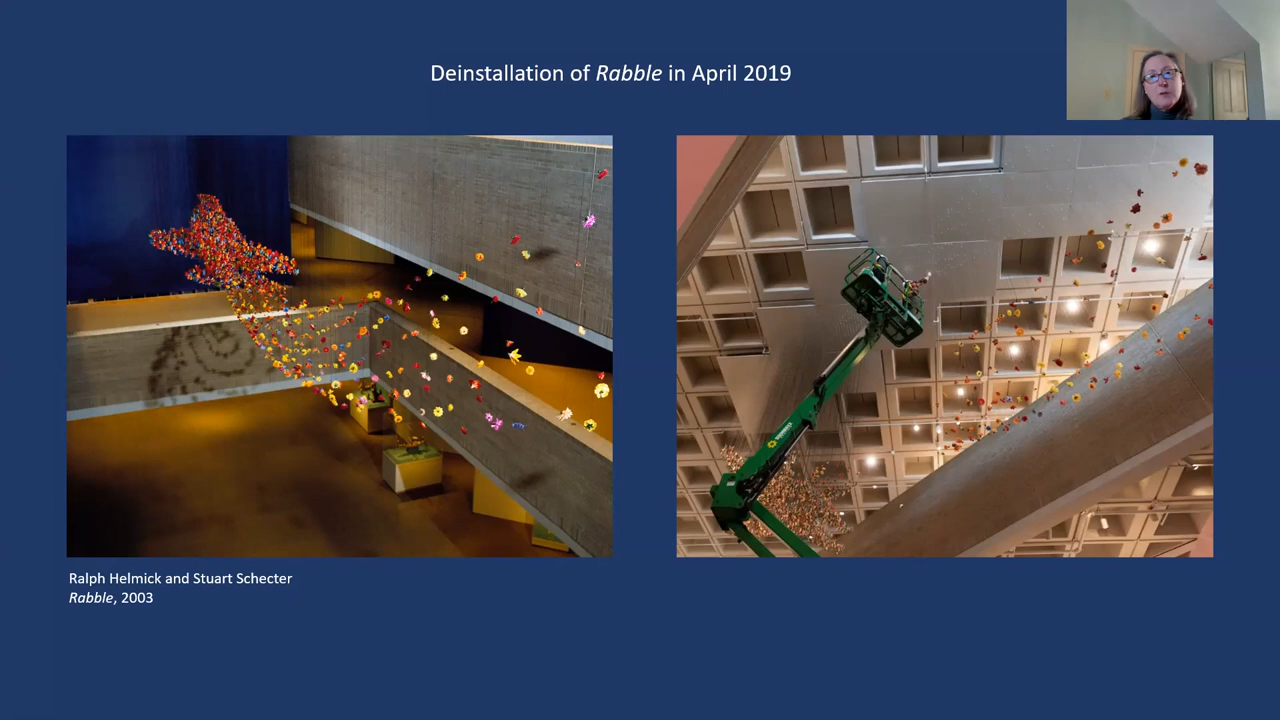 Deinstallation of Rabble in April 2019
Ralph Helmick and Stuart Schecter
Rabble, 2003